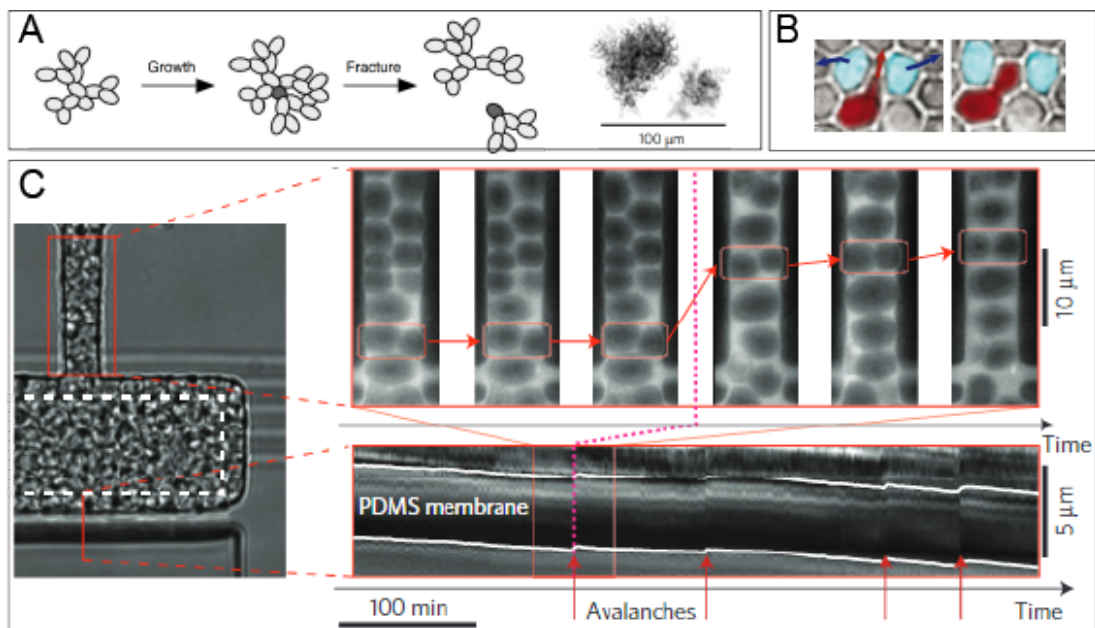 A
Growth
Fracture
100 μm
B
C
10 μm
Time
PDMS membrane
5 μm
100 min
Avalanches
Time